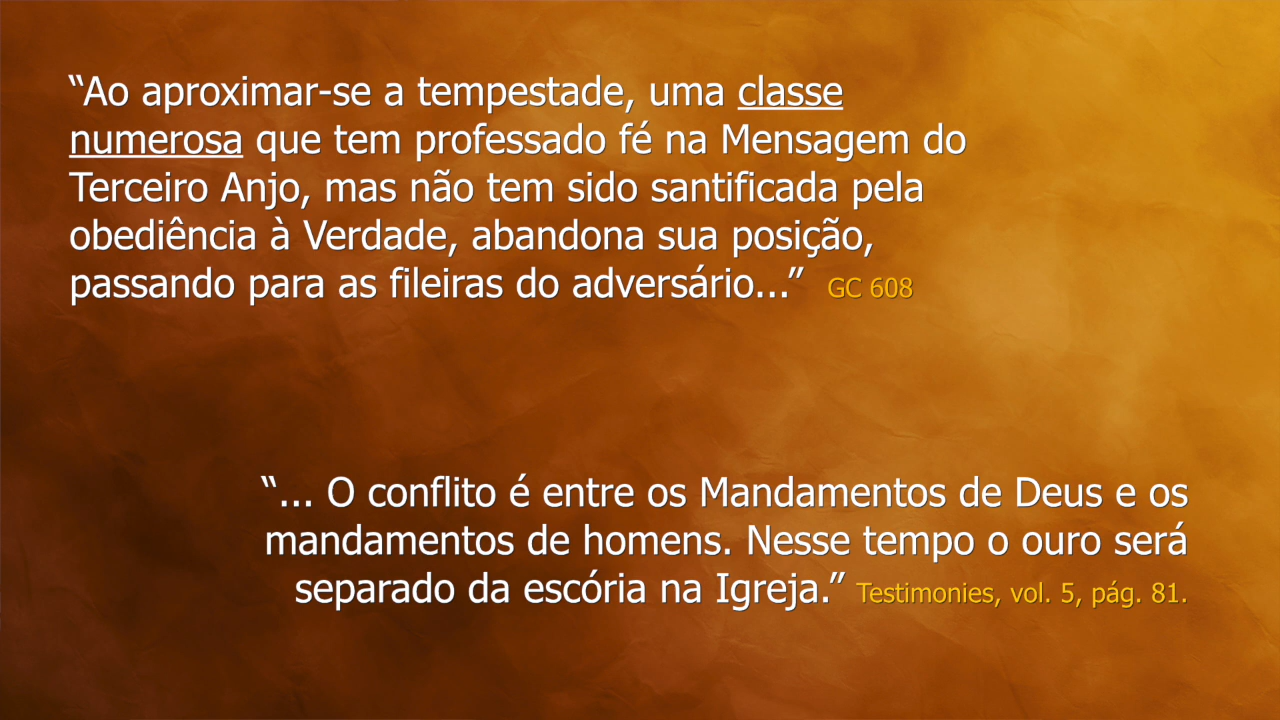 “Ao aproximar-se a tempestade, uma classe
numerosa que tem professado fé na Mensagem do
Terceiro Anjo, mas não tem sido santificada pela
obediência à Verdade, abandona sua posição,
passando para as fileiras do adversário...” GC 608
“... O conflito é entre os Mandamentos de Deus e os
mandamentos de homens. Nesse tempo o ouro será
separado da escória na Igreja.” Testimonies, vol. 5, pág. 81.